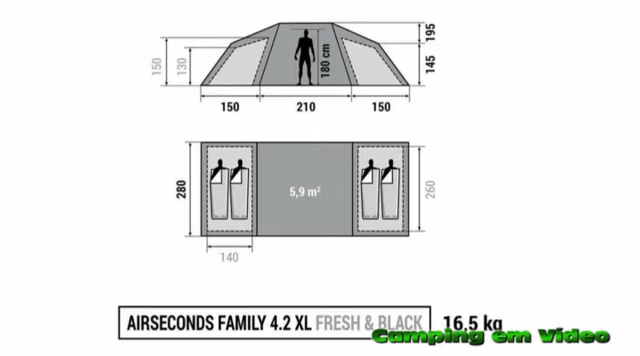 195
180 cm
150
130
145
150 210 150
280
5,9 m²
260
140
AIRSECONDS FAMILY 4.2 XL FRESH & BLACK 16,5 kg
Camping em Vídeo